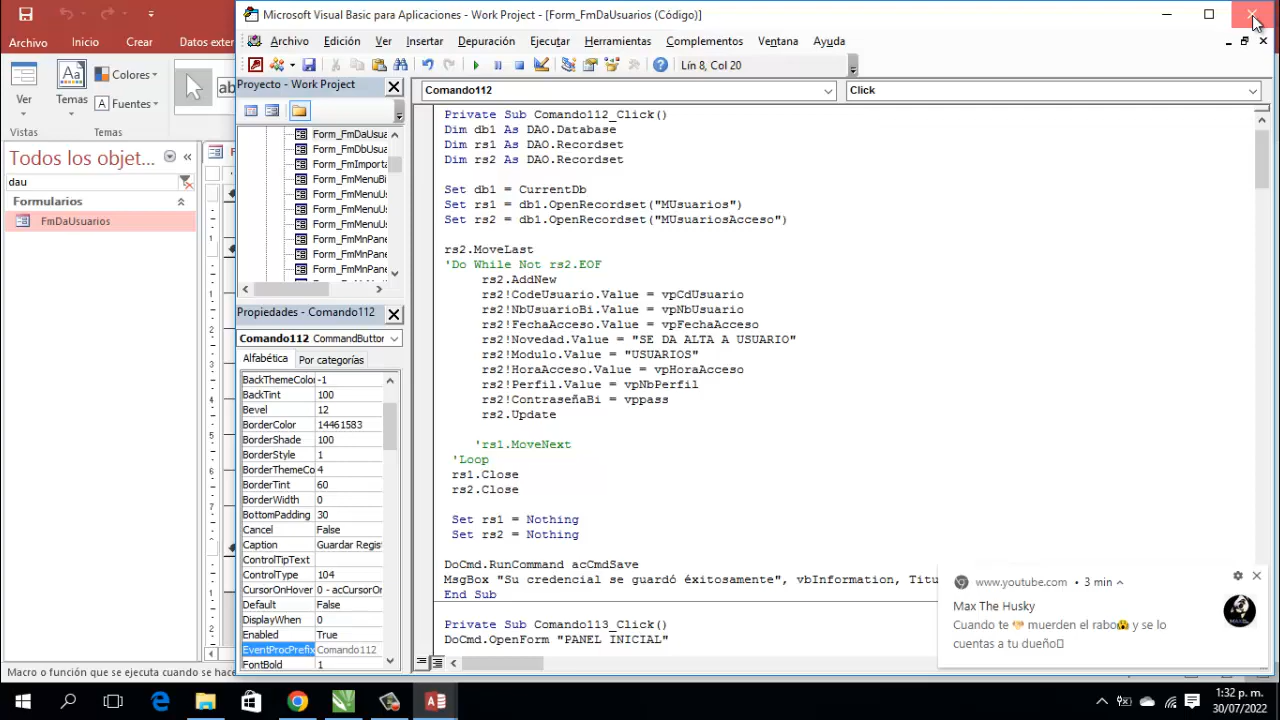 Microsoft Visual Basic para Aplicaciones - Work Project - [Form_FmDaUsuarios (Código)]
Archivo Inicio Crear Datos exter
Archivo Edición Ver Insertar Depuración Ejecutar Herramientas Complementos Ventana Ayuda
Lín 8, Col 20
Ver
Vistas
Temas
Colores
Fuentes
Temas
ab
Todos los objet...
dau
Formularios
FmDaUsuarios
Proyecto - Work Project
Form_FmDaUsua
Form_FmDbUsua
Form_FmImporta
Form_FmMenuBi
Form_FmMenuU
Form_FmMenuU
Form_FmMenuU
Form_FmMnPane
Form_FmMnPane
Form_FmMnPane
Propiedades - Comando112
Comando112 CommandButton
Alfabética Por categorías
BackThemeColo -1
BackTint 100
Bevel 12
BorderColor 14461583
BorderShade 100
BorderStyle 1
BorderThemeCo 4
BorderTint 60
BorderWidth 0
BottomPadding 30
Cancel False
Caption Guardar Regis
ControlTipText
ControlType 104
CursorOnHover 0 - acCursorOn
Default False
DisplayWhen 0
Enabled True
EventProcPrefix Comando112
FontBold 1
Comando112 Click
Private Sub Comando112_Click()
Dim db1 As DAO.Database
Dim rs1 As DAO.Recordset
Dim rs2 As DAO.Recordset
Set db1 = CurrentDb
Set rs1 = db1.OpenRecordset("MUsuarios")
Set rs2 = db1.OpenRecordset("MUsuariosAcceso")
rs2.MoveLast
'Do While Not rs2.EOF
rs2.AddNew
rs2!CodeUsuario.Value = vpCdUsuario
rs2!NbUsuarioBi.Value = vpNbUsuario
rs2!FechaAcceso.Value = vpFechaAcceso
rs2!Novedad.Value = "SE DA ALTA A USUARIO"
rs2!Modulo.Value = "USUARIOS"
rs2!HoraAcceso.Value = vpHoraAcceso
rs2!Perfil.Value = vpNbPerfil
rs2!ContraseñaBi = vppass
rs2.Update
'rs1.MoveNext
'Loop
rs1.Close
rs2.Close
Set rs1 = Nothing
Set rs2 = Nothing
DoCmd.RunCommand acCmdSave
MsgBox "Su credencial se guardó éxitosamente", vbInformation, Titu
End Sub
Private Sub Comando113_Click()
DoCmd.OpenForm "PANEL INICIAL"
www.youtube.com • 3 min
Max The Husky
Cuando te 🐶 muerden el rabo😱 y se lo
cuentas a tu dueño
Macro o función que se ejecuta cuando se hace
1:32 p. m.
30/07/2022